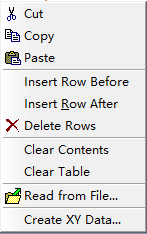 Cut
Copy
Paste
Insert Row Before
Insert Row After
Delete Rows
Clear Contents
Clear Table
Read from File...
Create XY Data...